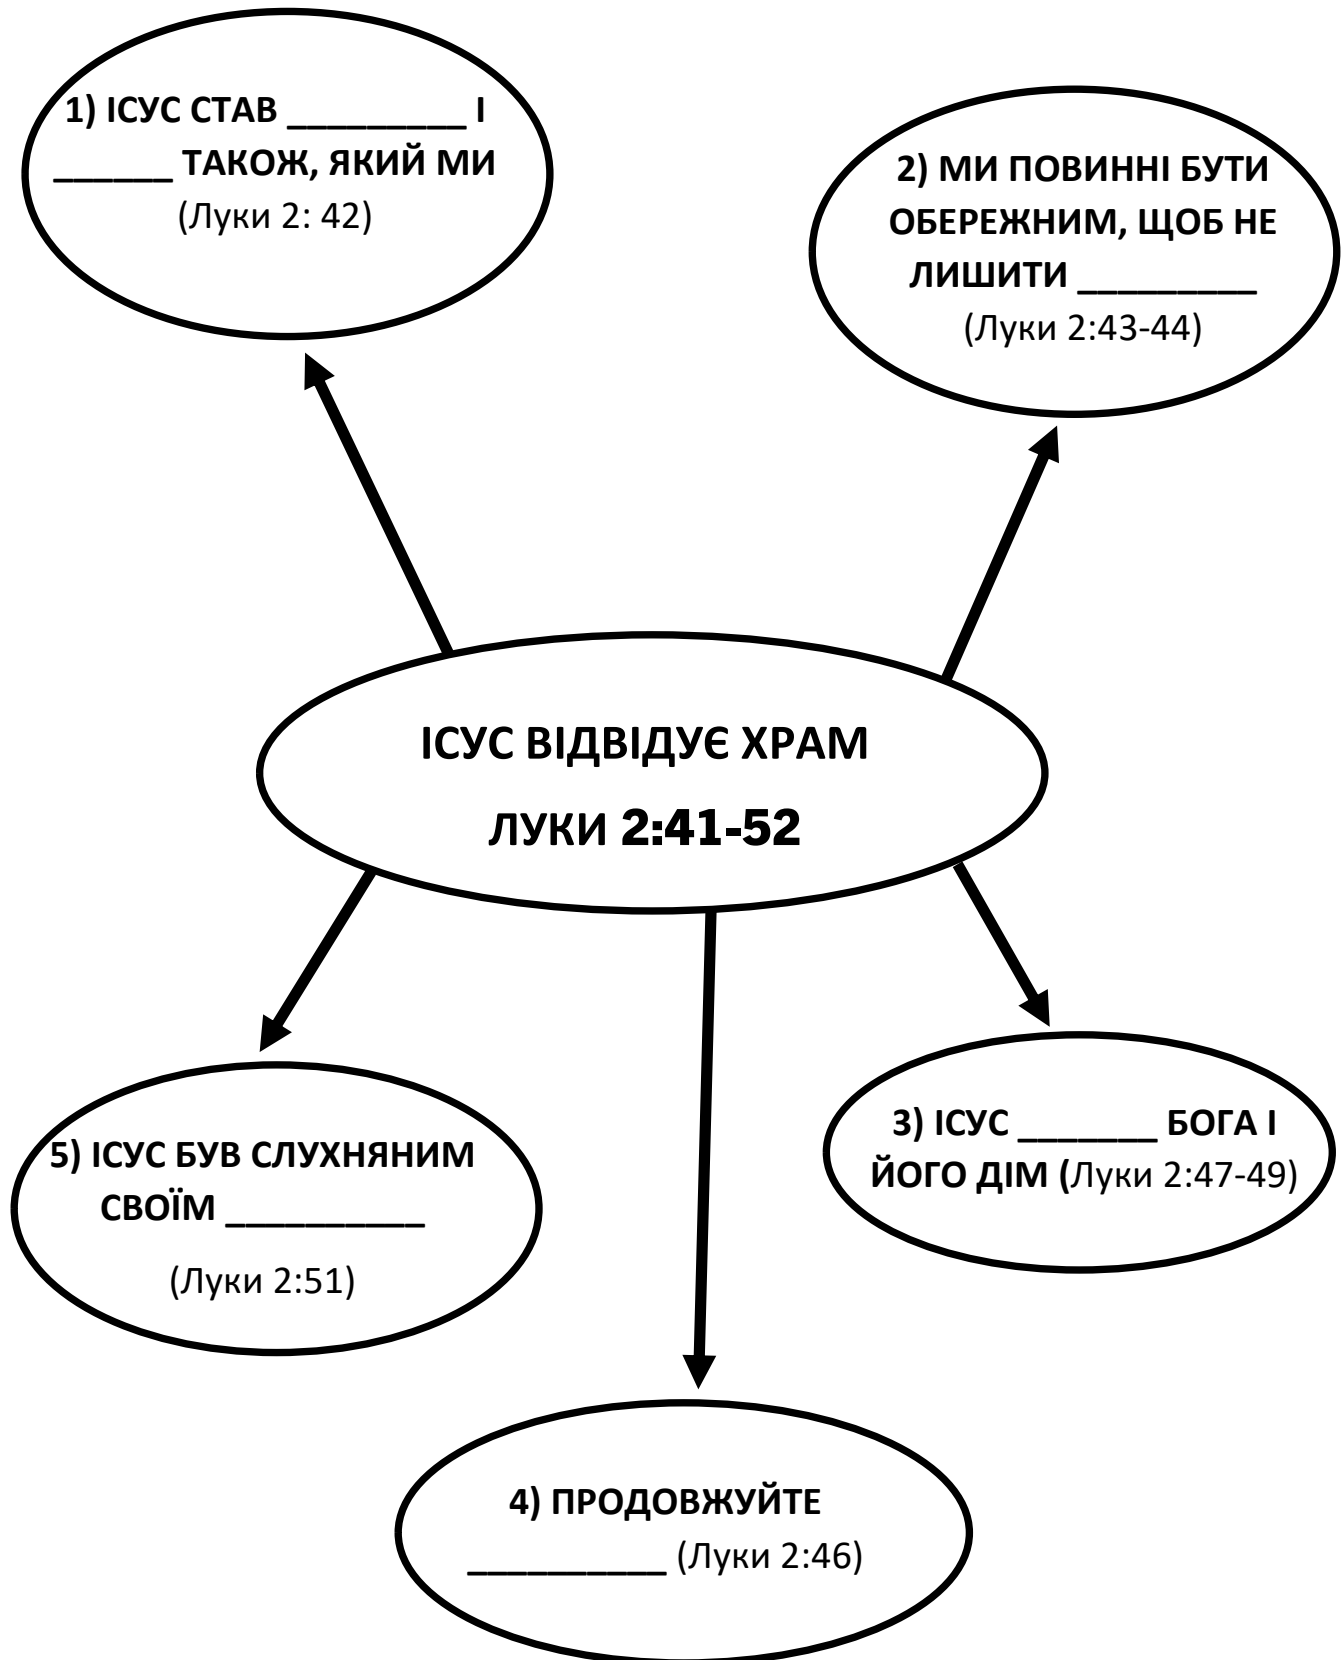 1) ІСУС СТАВ _________ І
______ ТАКОЖ, ЯКИЙ МИ
(Луки 2: 42)
2) МИ ПОВИННІ БУТИ
ОБЕРЕЖНИМ, ЩОБ НЕ
ЛИШИТИ _________
(Луки 2:43-44)
ІСУС ВІДВІДУЄ ХРАМ
ЛУКИ 2:41-52
3) ІСУС _______ БОГА І
ЙОГО ДІМ (Луки 2:47-49)
5) ІСУС БУВ СЛУХНЯНИМ
СВОЇМ __________
(Луки 2:51)
4) ПРОДОВЖУЙТЕ
__________ (Луки 2:46)